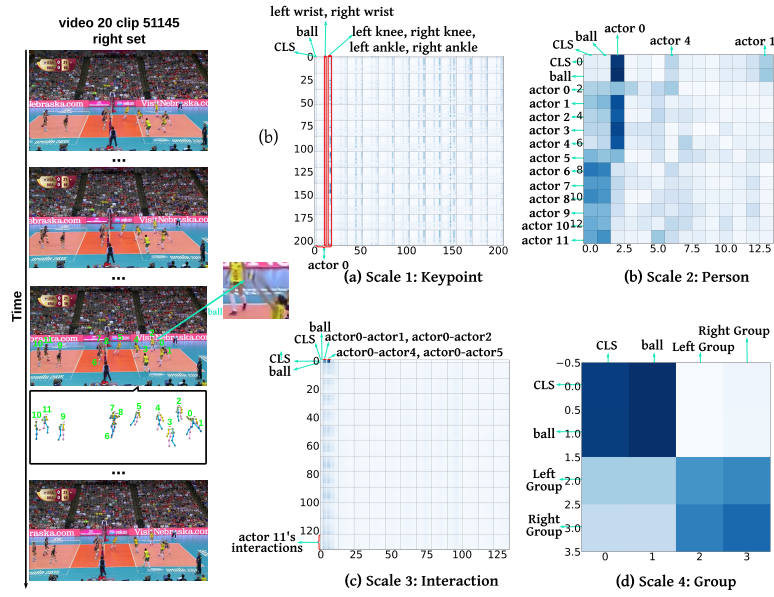 video 20 clip 51145
right set
Nebraska.com
Visit Nebraska
...
Nebraska.com
Visit Nebraska
...
Time
ball
10 11 9 7 8 6 5 4 2 3 0 1
...
left wrist, right wrist
ball
CLS
left knee, right knee,
left ankle, right ankle
0
25
50
75
100
125
150
175
200
0 50 100 150 200
(b)
actor 0
(a) Scale 1: Keypoint
actor 0
ball
CLS
actor 4
actor 1
CLS
ball
actor 0
actor 1
actor 2
actor 3
actor 4
actor 5
actor 6
actor 7
actor 8
actor 9
actor 10
actor 11
0
2
4
6
8
10
12
0.0 2.5 5.0 7.5 10.0 12.5
(b) Scale 2: Person
ball
CLS
actor0-actor1, actor0-actor2
actor0-actor4, actor0-actor5
CLS
ball
0
20
40
60
80
100
120
actor 11's
interactions
0 25 50 75 100 125
(c) Scale 3: Interaction
CLS
ball
Left Group
Right Group
CLS
ball
Left
Group
Right
Group
−0.5
0.0
0.5
1.0
1.5
2.0
2.5
3.0
3.5
0 1 2 3
(d) Scale 4: Group